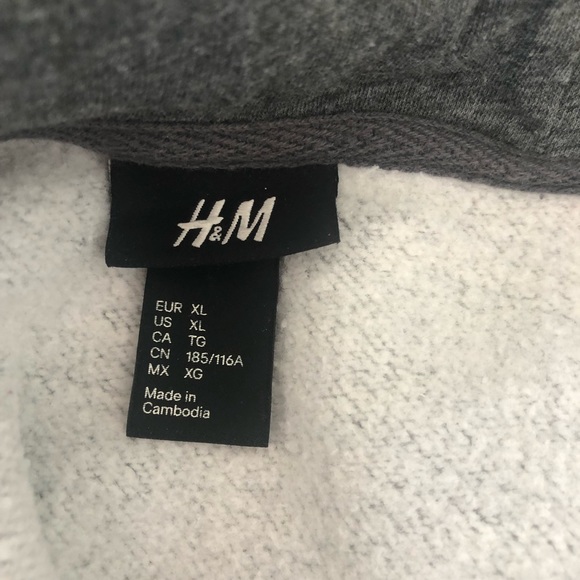 H&M
EUR XL
US XL
CA TG
CN 185/116A
MX XG
Made in
Cambodia